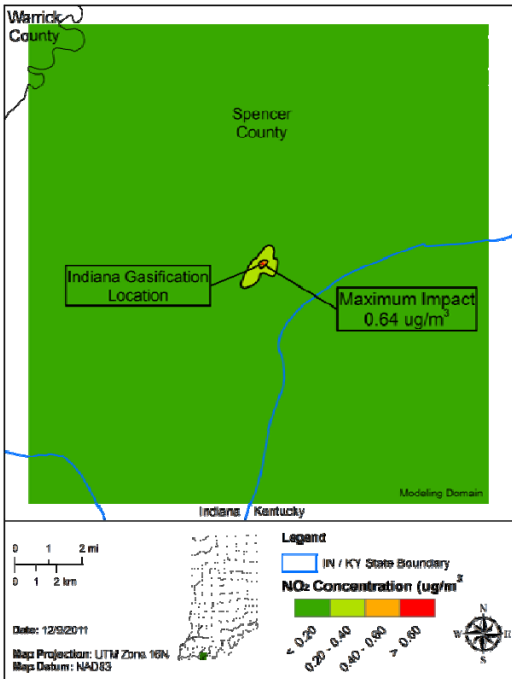 Warrick
County
Spencer
County
Indiana Gasification
Location
Maximum Impact
0.64 ug/m³
Modeling Domain
Indiana Kentucky
0 1 2 mi
0 1 2 km
Date: 12/9/2011
Map Projection: UTM Zone 16N
Map Datum: NAD83
Legend
IN / KY State Boundary
NO₂ Concentration (ug/m³
< 0.20
0.20 - 0.40
0.40 - 0.60
> 0.60
N
W
E
S